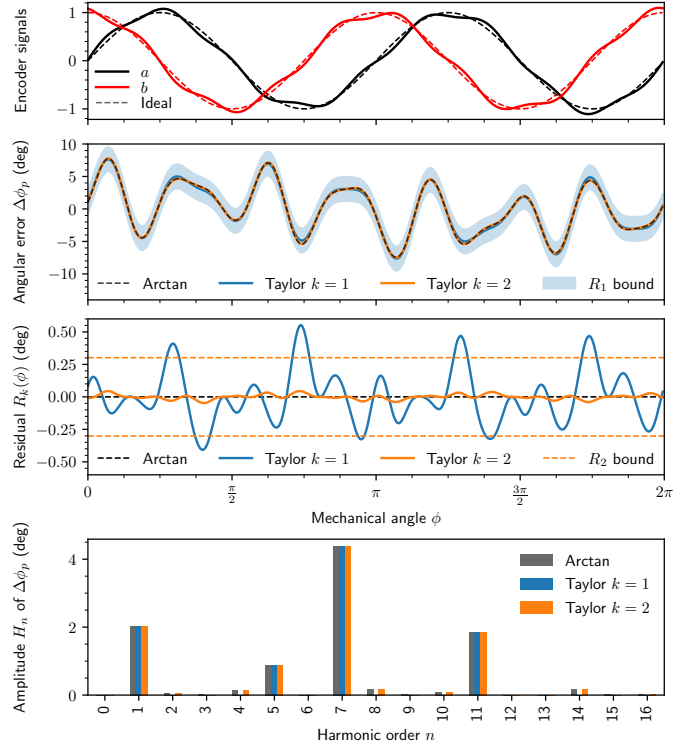 Encoder signals
1
0
−1
a
b
Ideal
Angular error Δϕₚ (deg)
10
5
0
−5
−10
Arctan
Taylor k = 1
Taylor k = 2
R₁ bound
Residual Rₖ(ϕ) (deg)
0.50
0.25
0.00
−0.25
−0.50
Arctan
Taylor k = 1
Taylor k = 2
R₂ bound
0 π/2 π 3π/2 2π
Mechanical angle ϕ
Amplitude Hₙ of Δϕₚ (deg)
4
2
0
Arctan
Taylor k = 1
Taylor k = 2
0 1 2 3 4 5 6 7 8 9 10 11 12 13 14 15 16
Harmonic order n